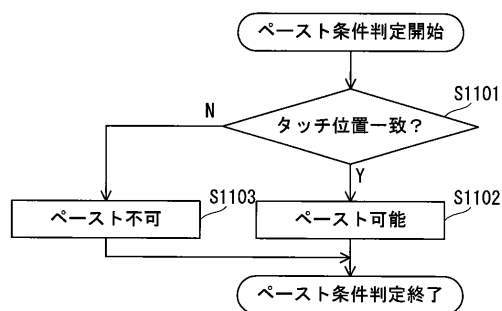 ペースト条件判定開始
S1101
タッチ位置一致?
N
Y
S1103
S1102
ペースト不可
ペースト可能
ペースト条件判定終了